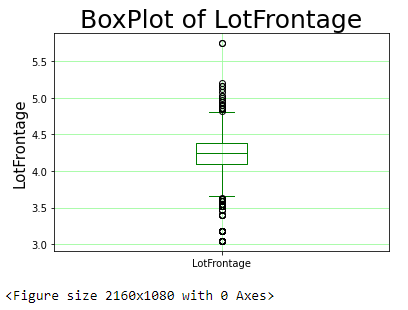 BoxPlot of LotFrontage
LotFrontage
5.5
5.0
4.5
4.0
3.5
3.0
LotFrontage
<Figure size 2160x1080 with 0 Axes>